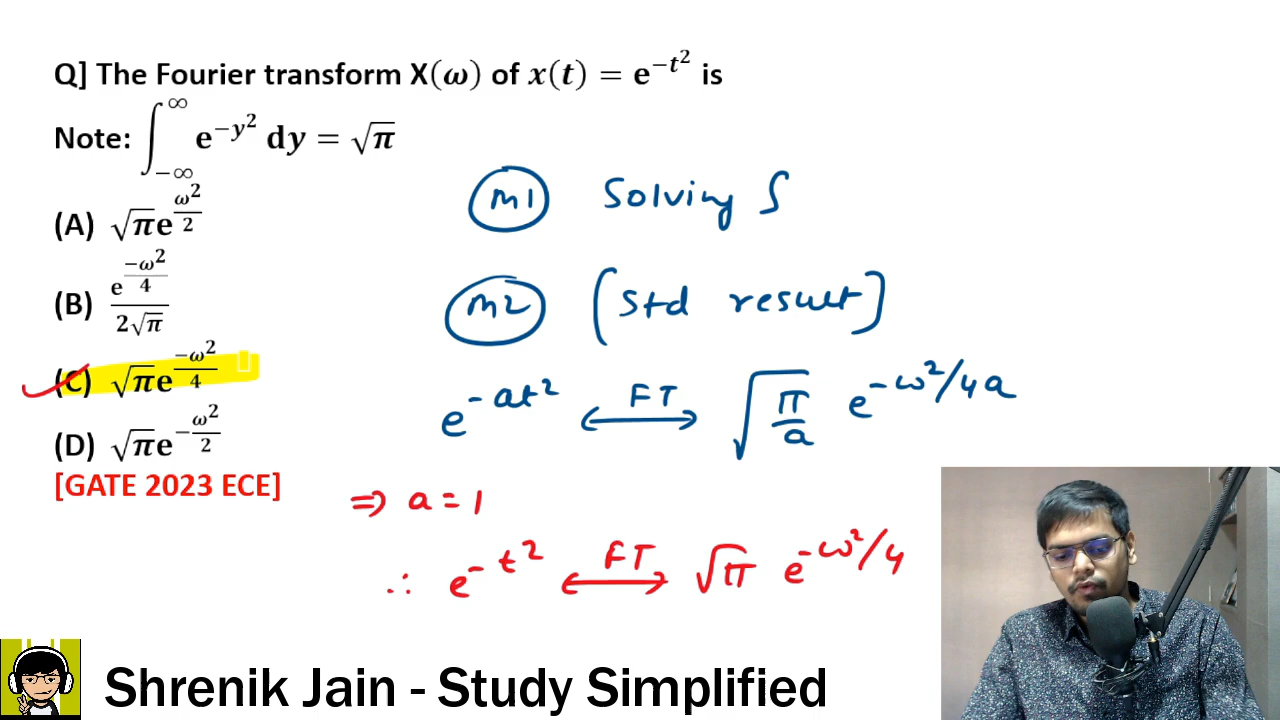 Q] The Fourier transform X(ω) of x(t) = e^{-t^2} is
Note: ∫_{-∞}^{∞} e^{-y^2} dy = √π
(A) √π e^{ω^2/2}
(B) e^{-ω^2/4} / 2√π
(C) √π e^{-ω^2/4}
(D) √π e^{-ω^2/2}
[GATE 2023 ECE]
M1 Solving ∫
M2 [Std result]
e^{-at^2} ⟷ FT √(π/a) e^{-ω^2/4a}
⇒ a = 1
∴ e^{-t^2} ⟷ FT √π e^{-ω^2/4}
Shrenik Jain - Study Simplified